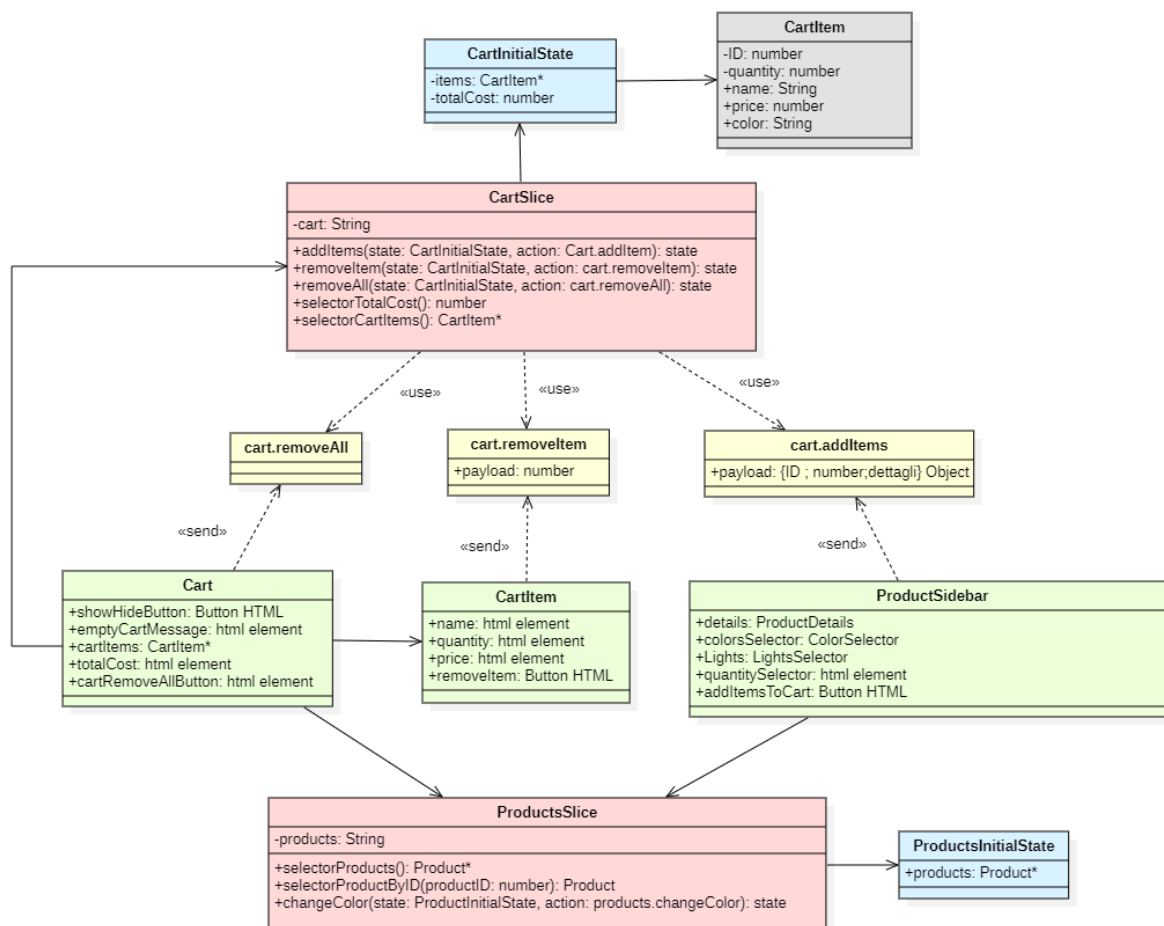 CartInitialState
-items: CartItem*
-totalCost: number
CartItem
-ID: number
-quantity: number
+name: String
+price: number
+color: String
CartSlice
-cart: String
+addItems(state: CartInitialState, action: Cart.addItem): state
+removeItem(state: CartInitialState, action: cart.removeItem): state
+removeAll(state: CartInitialState, action: cart.removeAll): state
+selectorTotalCost(): number
+selectorCartItems(): CartItem*
«use»
«use»
«use»
cart.removeAll
cart.removeItem
+payload: number
cart.addItems
+payload: {ID ; number;dettagli} Object
«send»
«send»
«send»
Cart
+showHideButton: Button HTML
+emptyCartMessage: html element
+cartItems: CartItem*
+totalCost: html element
+cartRemoveAllButton: html element
CartItem
+name: html element
+quantity: html element
+price: html element
+removeItem: Button HTML
ProductSidebar
+details: ProductDetails
+colorsSelector: ColorSelector
+Lights: LightsSelector
+quantitySelector: html element
+addItemsToCart: Button HTML
ProductsSlice
-products: String
+selectorProducts(): Product*
+selectorProductByID(productID: number): Product
+changeColor(state: ProductInitialState, action: products.changeColor): state
ProductsInitialState
+products: Product*